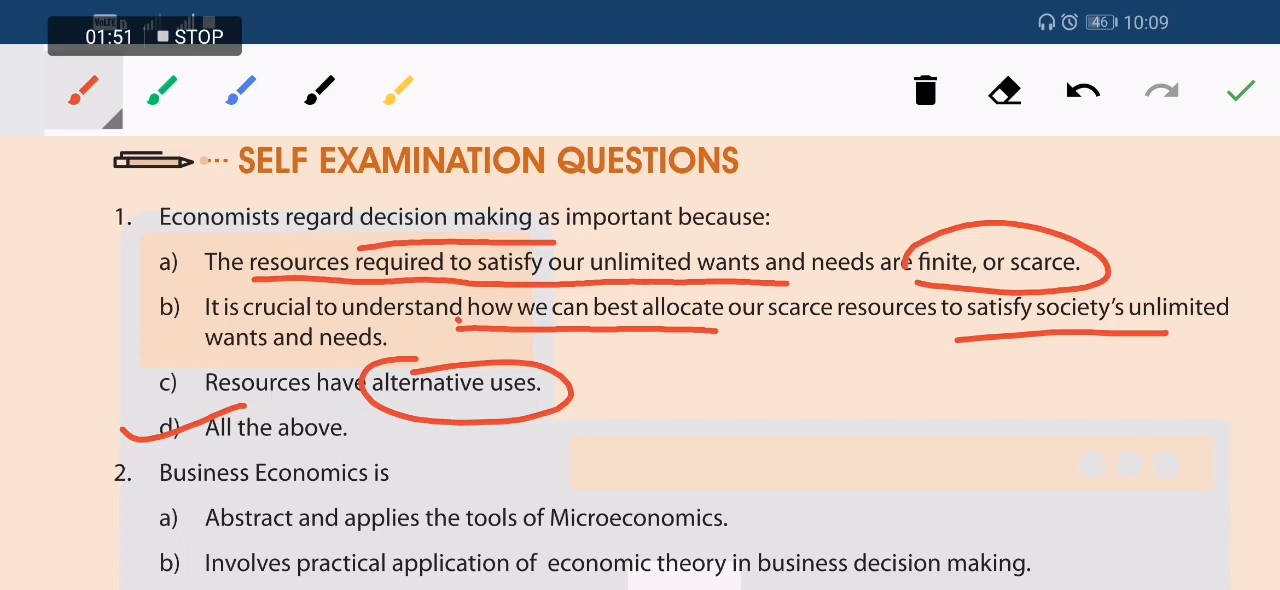 VoLTE 46 10:09
01:51 STOP
SELF EXAMINATION QUESTIONS
1. Economists regard decision making as important because:
a) The resources required to satisfy our unlimited wants and needs are finite, or scarce.
b) It is crucial to understand how we can best allocate our scarce resources to satisfy society's unlimited
wants and needs.
c) Resources have alternative uses.
d) All the above.
2. Business Economics is
a) Abstract and applies the tools of Microeconomics.
b) Involves practical application of economic theory in business decision making.